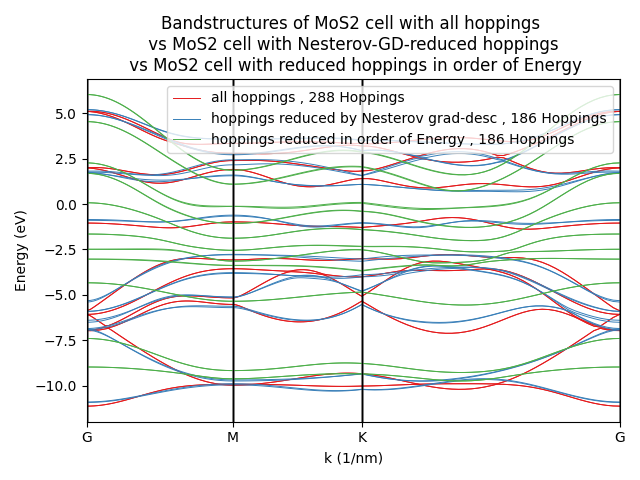 Bandstructures of MoS2 cell with all hoppings
vs MoS2 cell with Nesterov-GD-reduced hoppings
vs MoS2 cell with reduced hoppings in order of Energy
all hoppings , 288 Hoppings
hoppings reduced by Nesterov grad-desc , 186 Hoppings
hoppings reduced in order of Energy , 186 Hoppings
Energy (eV)
5.0
2.5
0.0
−2.5
−5.0
−7.5
−10.0
G
M
K
G
k (1/nm)